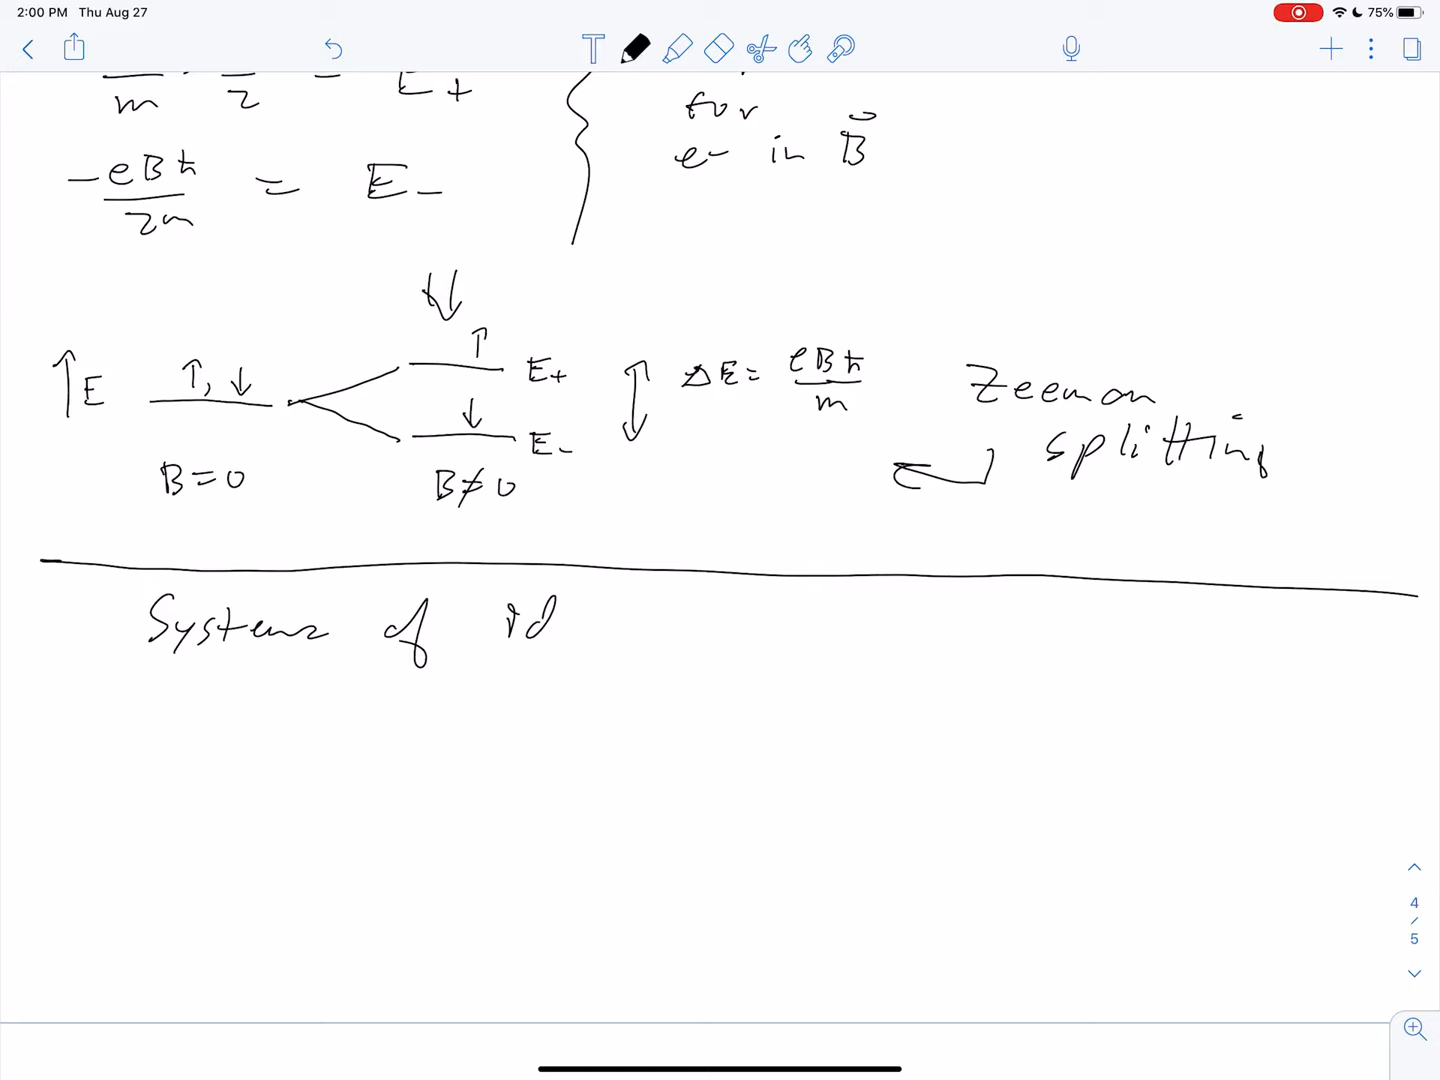 2:00 PM Thu Aug 27
75%
T
m 2 = E+
for
e- in B⃗
-eBħ / 2m = E-
↑E ↑, ↓ ↑ E+ ΔE = eBħ / m Zeeman
↓ E- splitting
B=0 B≠0
Systems of id
4
/
5